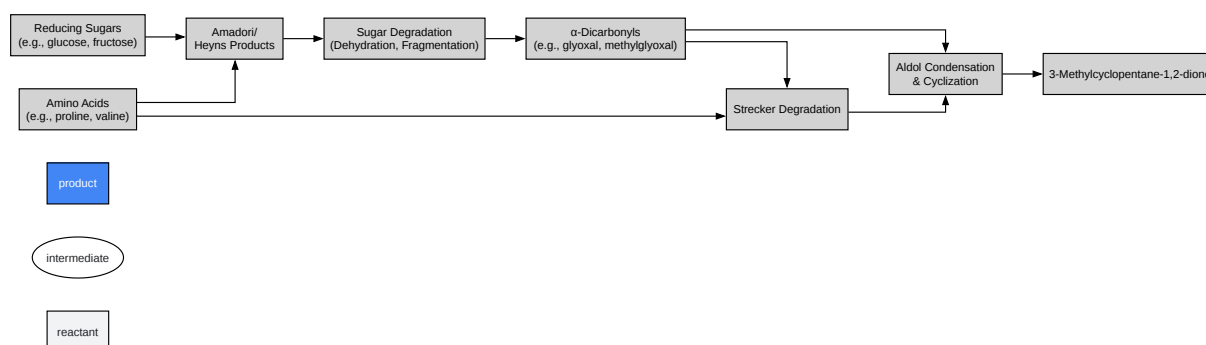 Reducing Sugars
(e.g., glucose, fructose)
Amadori/
Heyns Products
Sugar Degradation
(Dehydration, Fragmentation)
α-Dicarbonyls
(e.g., glyoxal, methylglyoxal)
Aldol Condensation
& Cyclization
3-Methylcyclopentane-1,2-dione
Amino Acids
(e.g., proline, valine)
Strecker Degradation
product
intermediate
reactant